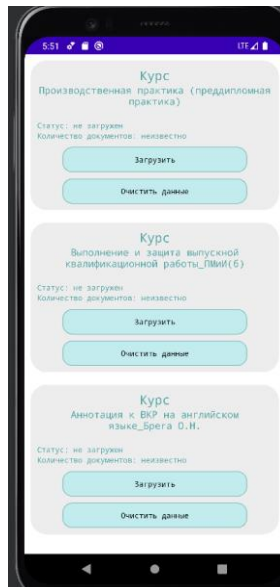 5:51
LTE
Курс
Производственная практика (преддипломная
практика)
Статус: не загружен
Количество документов: неизвестно
Загрузить
Очистить данные
Курс
Выполнение и защита выпускной
квалификационной работы_ПМиИ(б)
Статус: не загружен
Количество документов: неизвестно
Загрузить
Очистить данные
Курс
Аннотация к ВКР на английском
языке_Брега О.Н.
Статус: не загружен
Количество документов: неизвестно
Загрузить
Очистить данные